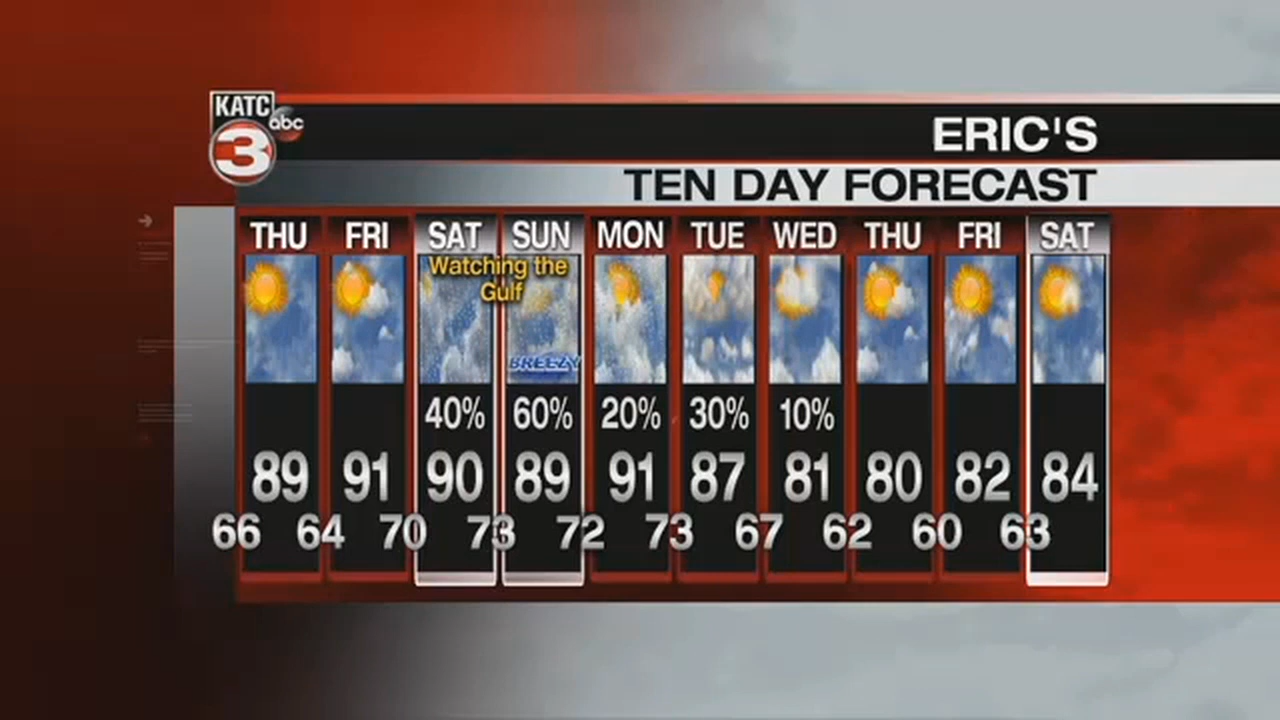 KATC
abc
3
ERIC'S
TEN DAY FORECAST
THU FRI SAT SUN MON TUE WED THU FRI SAT
Watching the
Gulf
BREEZY
40% 60% 20% 30% 10%
89 91 90 89 91 87 81 80 82 84
66 64 70 73 72 73 67 62 60 63